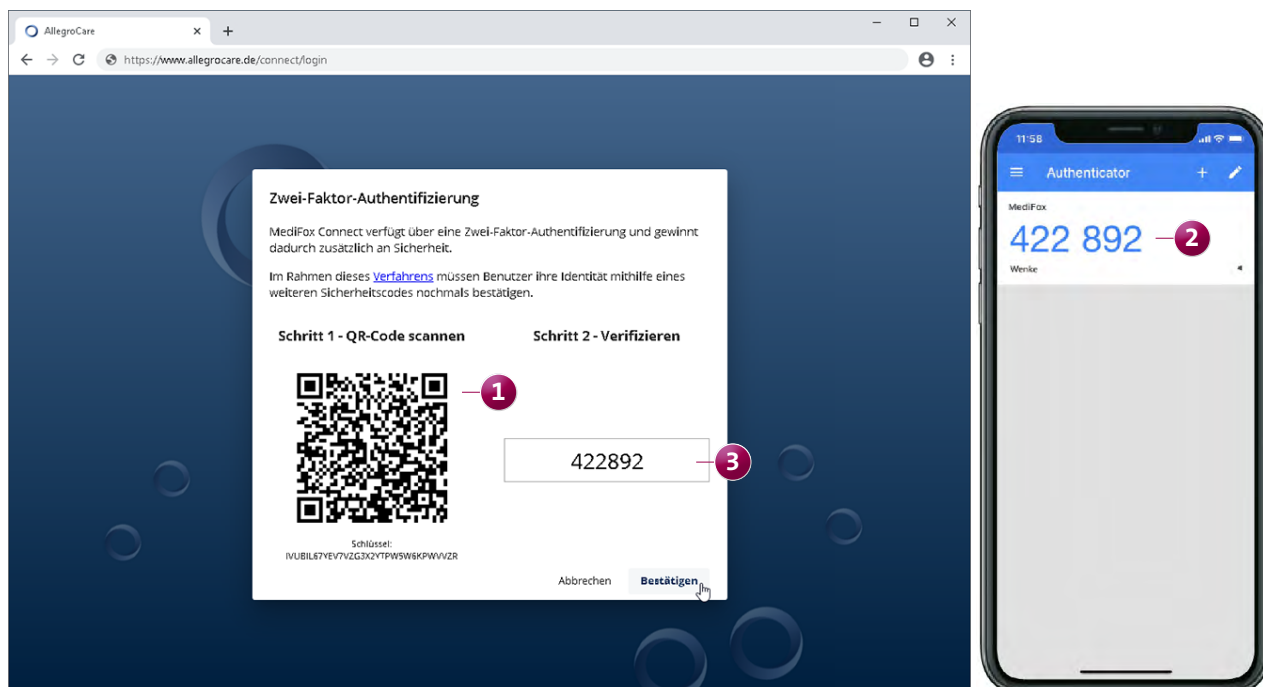 AllegroCare
https://www.allegrocare.de/connect/login
Zwei-Faktor-Authentifizierung
MediFox Connect verfügt über eine Zwei-Faktor-Authentifizierung und gewinnt
dadurch zusätzlich an Sicherheit.
Im Rahmen dieses Verfahrens müssen Benutzer ihre Identität mithilfe eines
weiteren Sicherheitscodes nochmals bestätigen.
Schritt 1 - QR-Code scannen
Schritt 2 - Verifizieren
1
422892
3
Schlüssel:
IVUBIL67YEV7VZG3X2YTPW5W6KPWVVZR
Abbrechen
Bestätigen
11:58
Authenticator
MediFox
422 892
2
Wenke